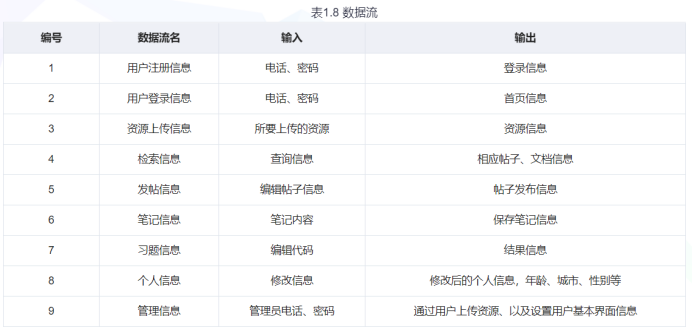 表1.8 数据流
编号 数据流名 输入 输出
1 用户注册信息 电话、密码 登录信息
2 用户登录信息 电话、密码 首页信息
3 资源上传信息 所要上传的资源 资源信息
4 检索信息 查询信息 相应帖子、文档信息
5 发帖信息 编辑帖子信息 帖子发布信息
6 笔记信息 笔记内容 保存笔记信息
7 习题信息 编辑代码 结果信息
8 个人信息 修改信息 修改后的个人信息，年龄、城市、性别等
9 管理信息 管理员电话、密码 通过用户上传资源、以及设置用户基本界面信息